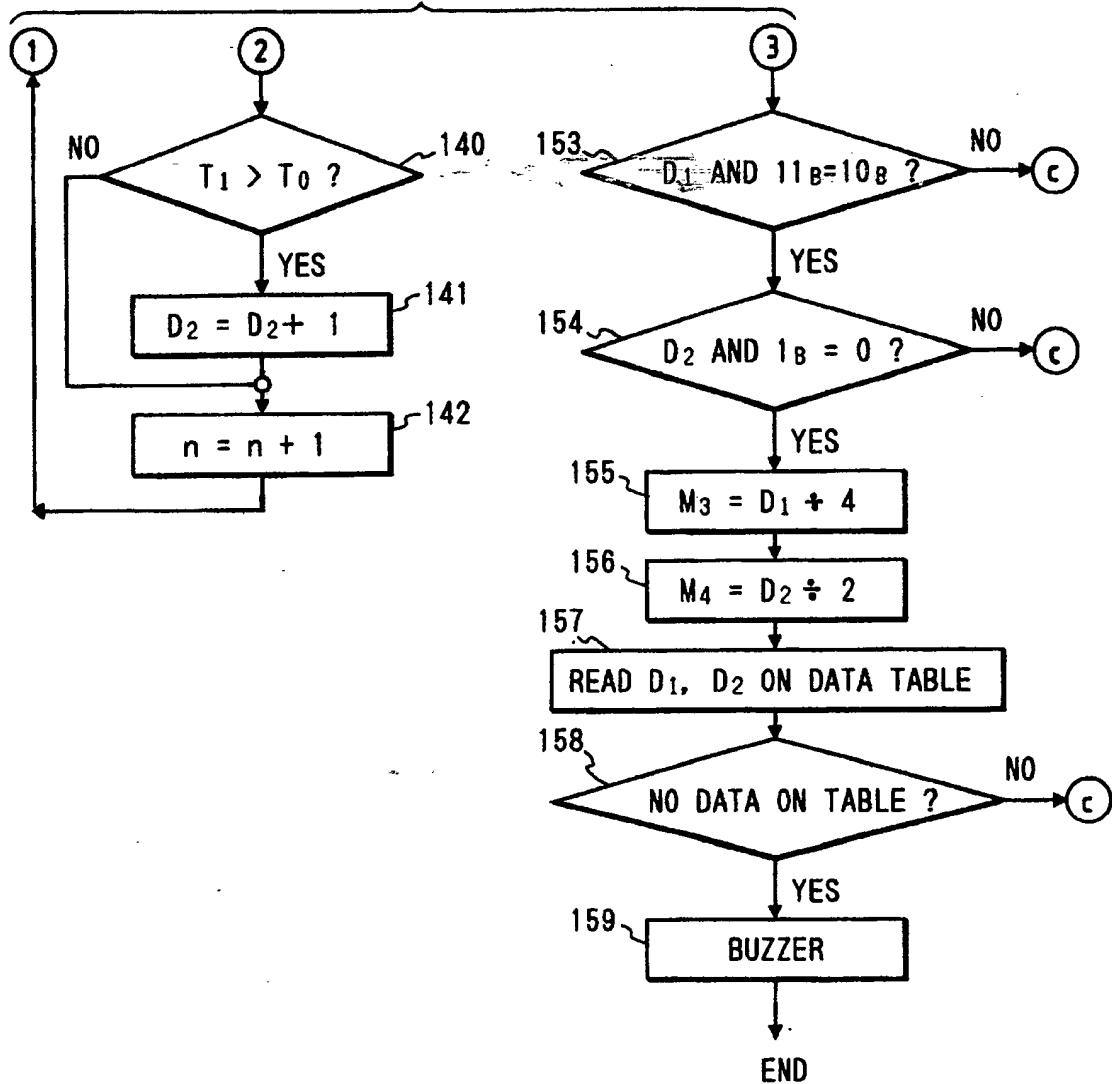 1
2
3
NO
T1 > T0 ?
140
YES
141
D2 = D2+ 1
142
n = n + 1
153
D1 AND 11B=10B ?
NO
c
YES
154
D2 AND 1B = 0 ?
NO
c
YES
155
M3 = D1 ÷ 4
156
M4 = D2 ÷ 2
157
READ D1, D2 ON DATA TABLE
158
NO DATA ON TABLE ?
NO
c
YES
159
BUZZER
END